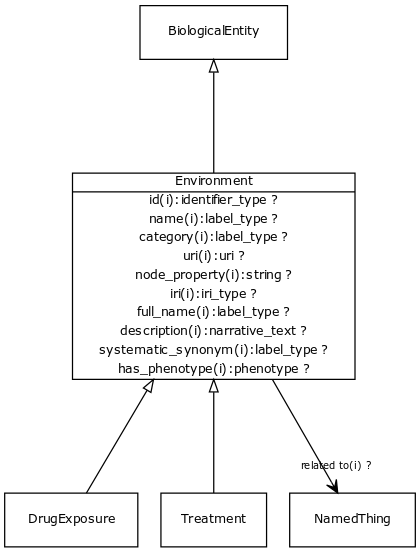 BiologicalEntity
Environment
id(i):identifier_type ?
name(i):label_type ?
category(i):label_type ?
uri(i):uri ?
node_property(i):string ?
iri(i):iri_type ?
full_name(i):label_type ?
description(i):narrative_text ?
systematic_synonym(i):label_type ?
has_phenotype(i):phenotype ?
related to(i) ?
DrugExposure
Treatment
NamedThing